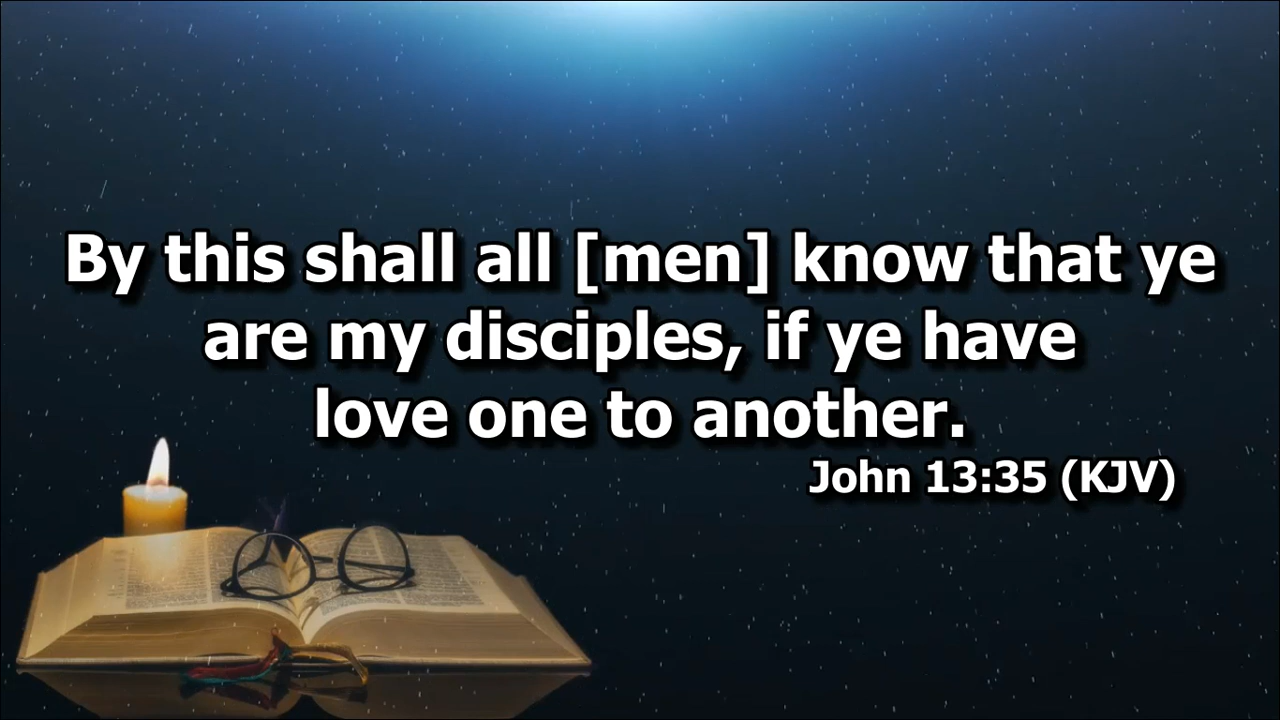 By this shall all [men] know that ye
are my disciples, if ye have
love one to another.
John 13:35 (KJV)